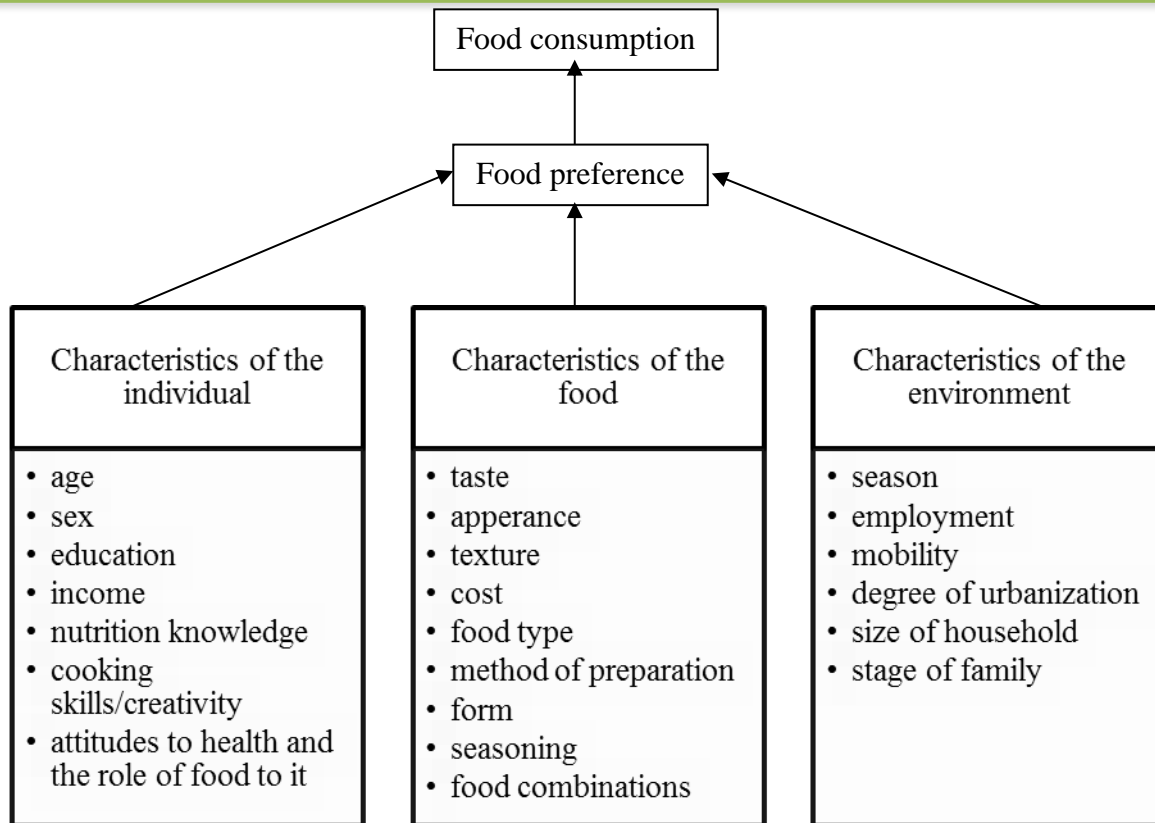 Food consumption
Food preference
Characteristics of the
individual
• age
• sex
• education
• income
• nutrition knowledge
• cooking
skills/creativity
• attitudes to health and
the role of food to it
Characteristics of the
food
• taste
• apperance
• texture
• cost
• food type
• method of preparation
• form
• seasoning
• food combinations
Characteristics of the
environment
• season
• employment
• mobility
• degree of urbanization
• size of household
• stage of family